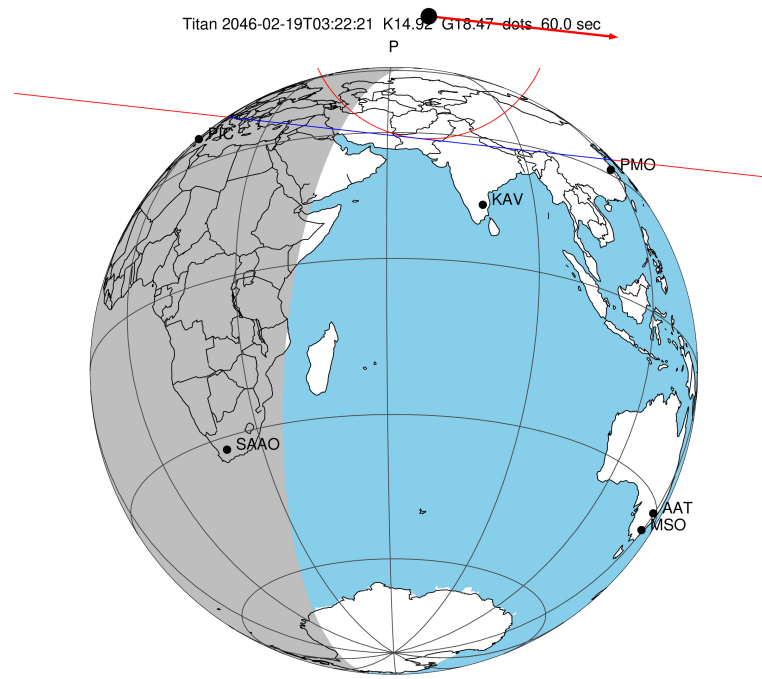 Titan 2046-02-19T03:22:21 K14.92 G18.47 dots 60.0 sec
P
PIC
PMO
KAV
SAAO
AAT
MSO